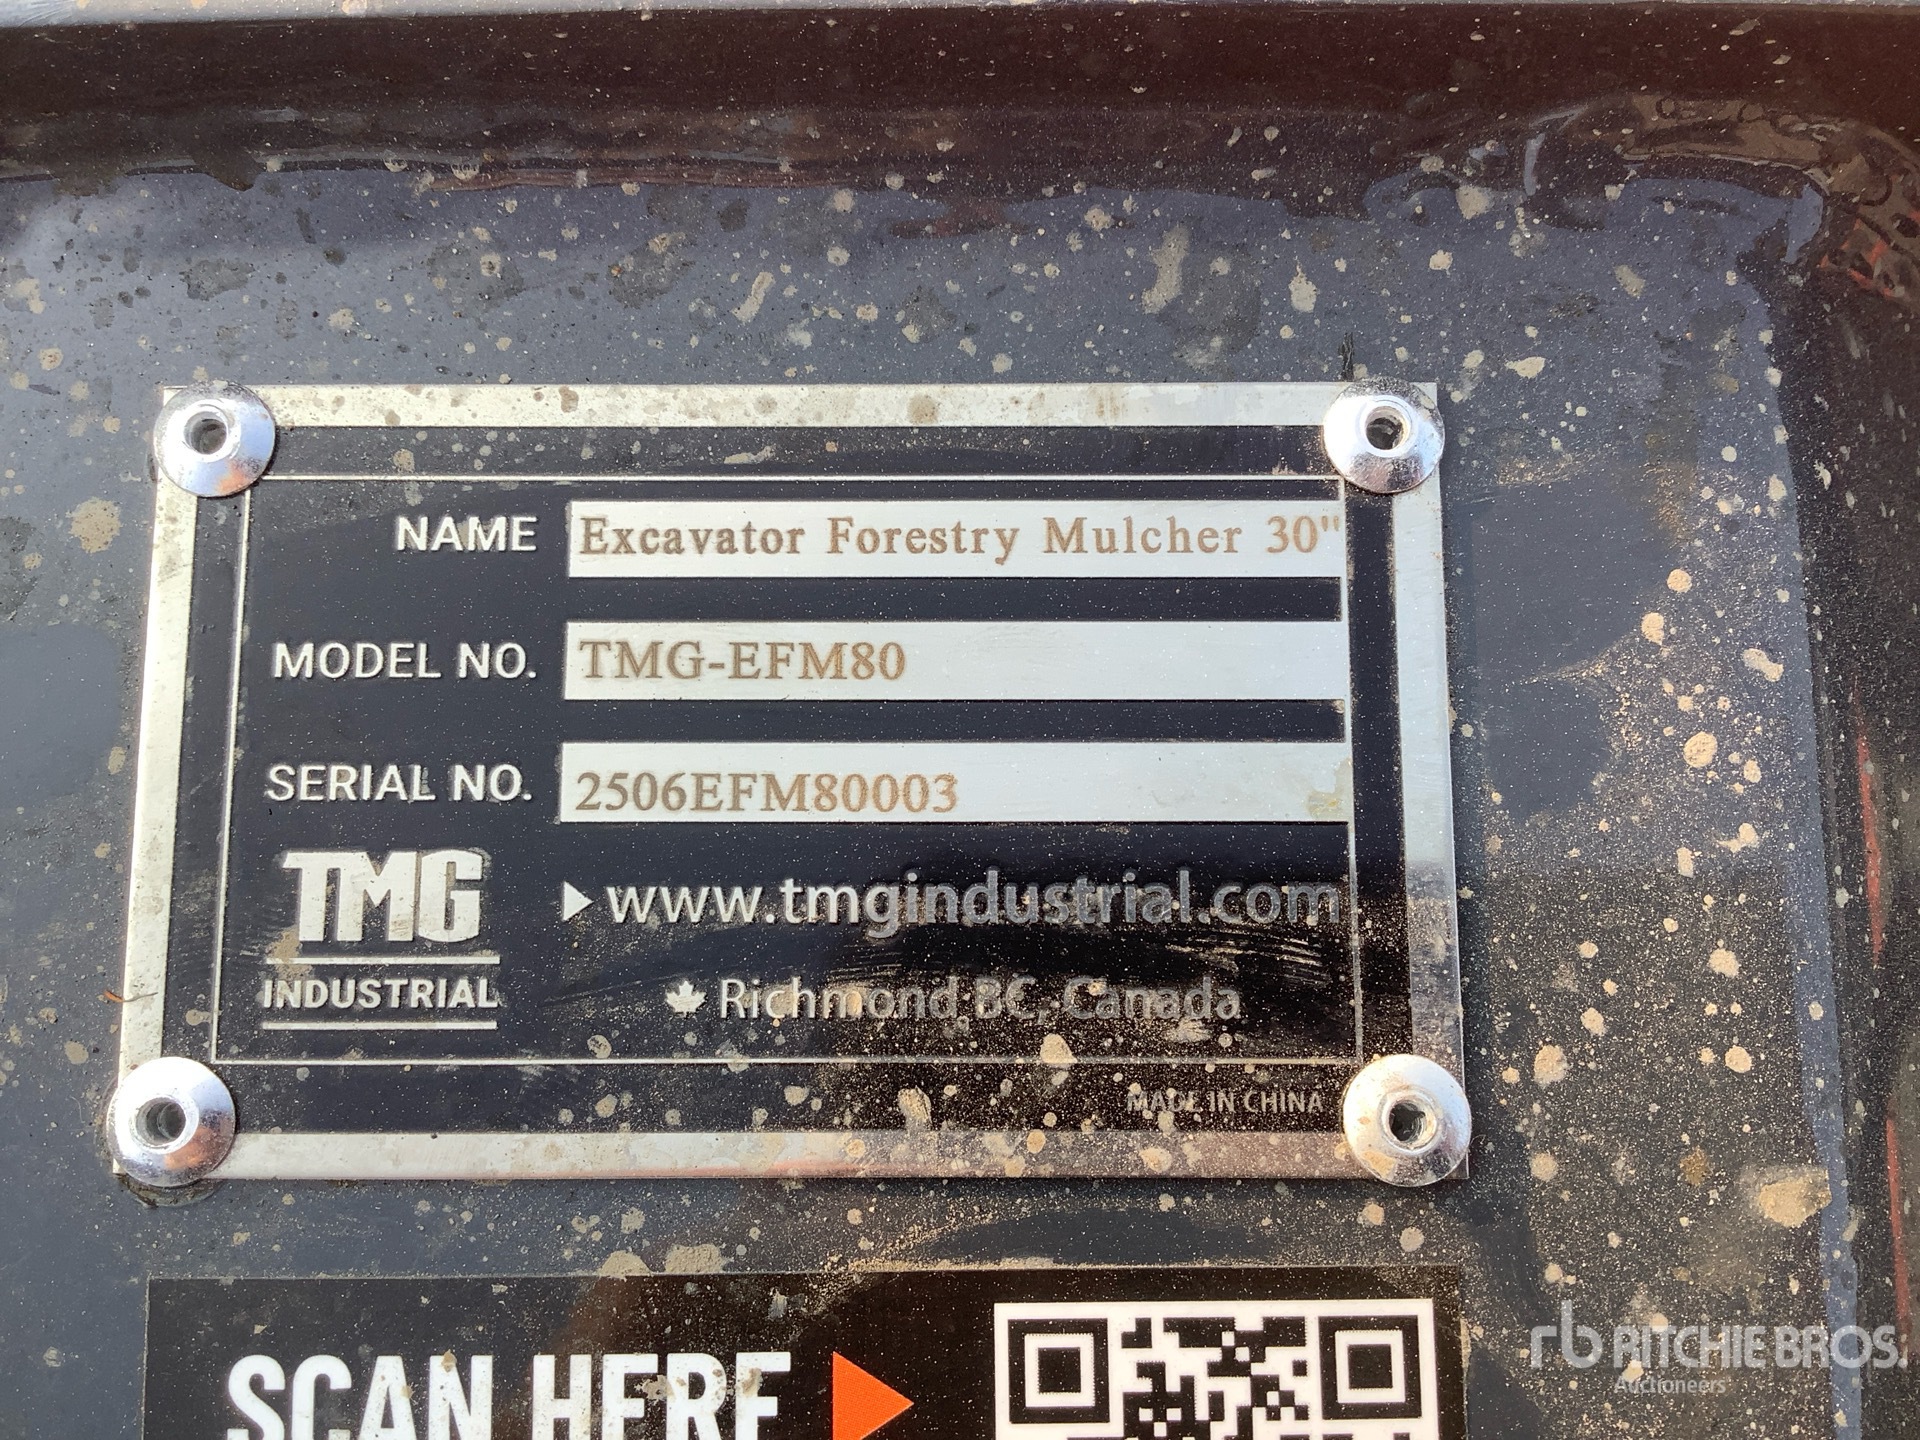 NAME Excavator Forestry Mulcher 30"
MODEL NO. TMG-EFM80
SERIAL NO. 2506EFM80003
TMG
INDUSTRIAL
www.tmgindustrial.com
Richmond BC, Canada
MADE IN CHINA
SCAN HERE
rb RITCHIE BROS.
Auctioneers